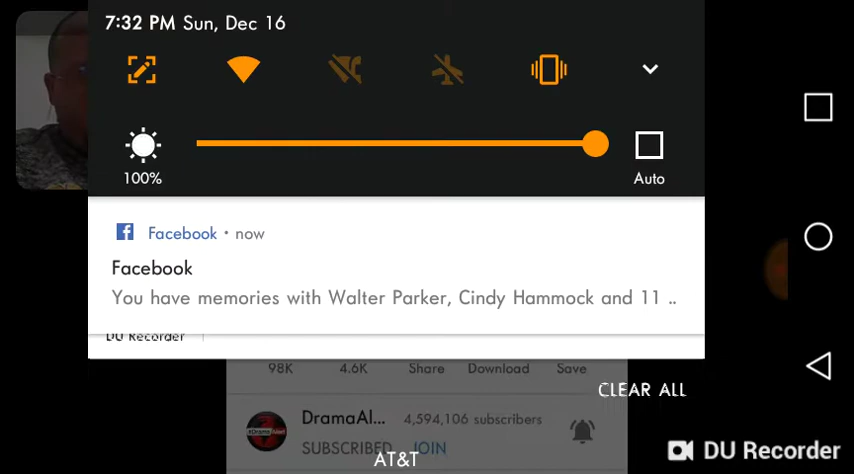 7:32 PM Sun, Dec 16
100%
Auto
Facebook • now
Facebook
You have memories with Walter Parker, Cindy Hammock and 11 ..
DU Recorder
98K 4.6K Share Download Save
CLEAR ALL
DramaAl... 4,594,106 subscribers
SUBSCRIBED JOIN
AT&T
DU Recorder